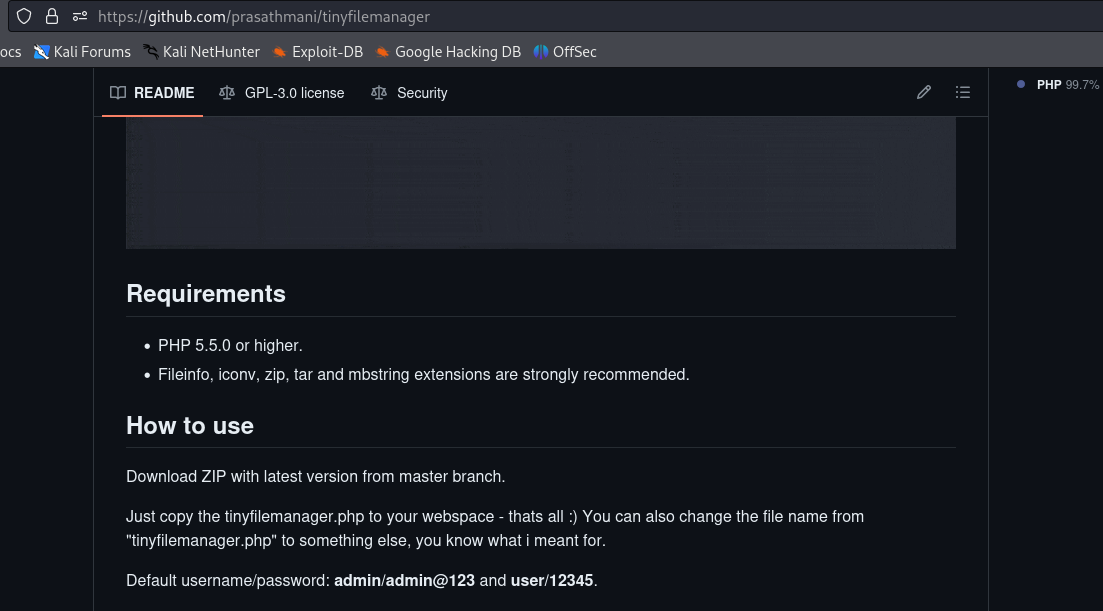 https://github.com/prasathmani/tinyfilemanager
ocs Kali Forums Kali NetHunter Exploit-DB Google Hacking DB OffSec
README GPL-3.0 license Security
PHP 99.7%
Requirements
PHP 5.5.0 or higher.
Fileinfo, iconv, zip, tar and mbstring extensions are strongly recommended.
How to use
Download ZIP with latest version from master branch.
Just copy the tinyfilemanager.php to your webspace - thats all :) You can also change the file name from
"tinyfilemanager.php" to something else, you know what i meant for.
Default username/password: admin/admin@123 and user/12345.